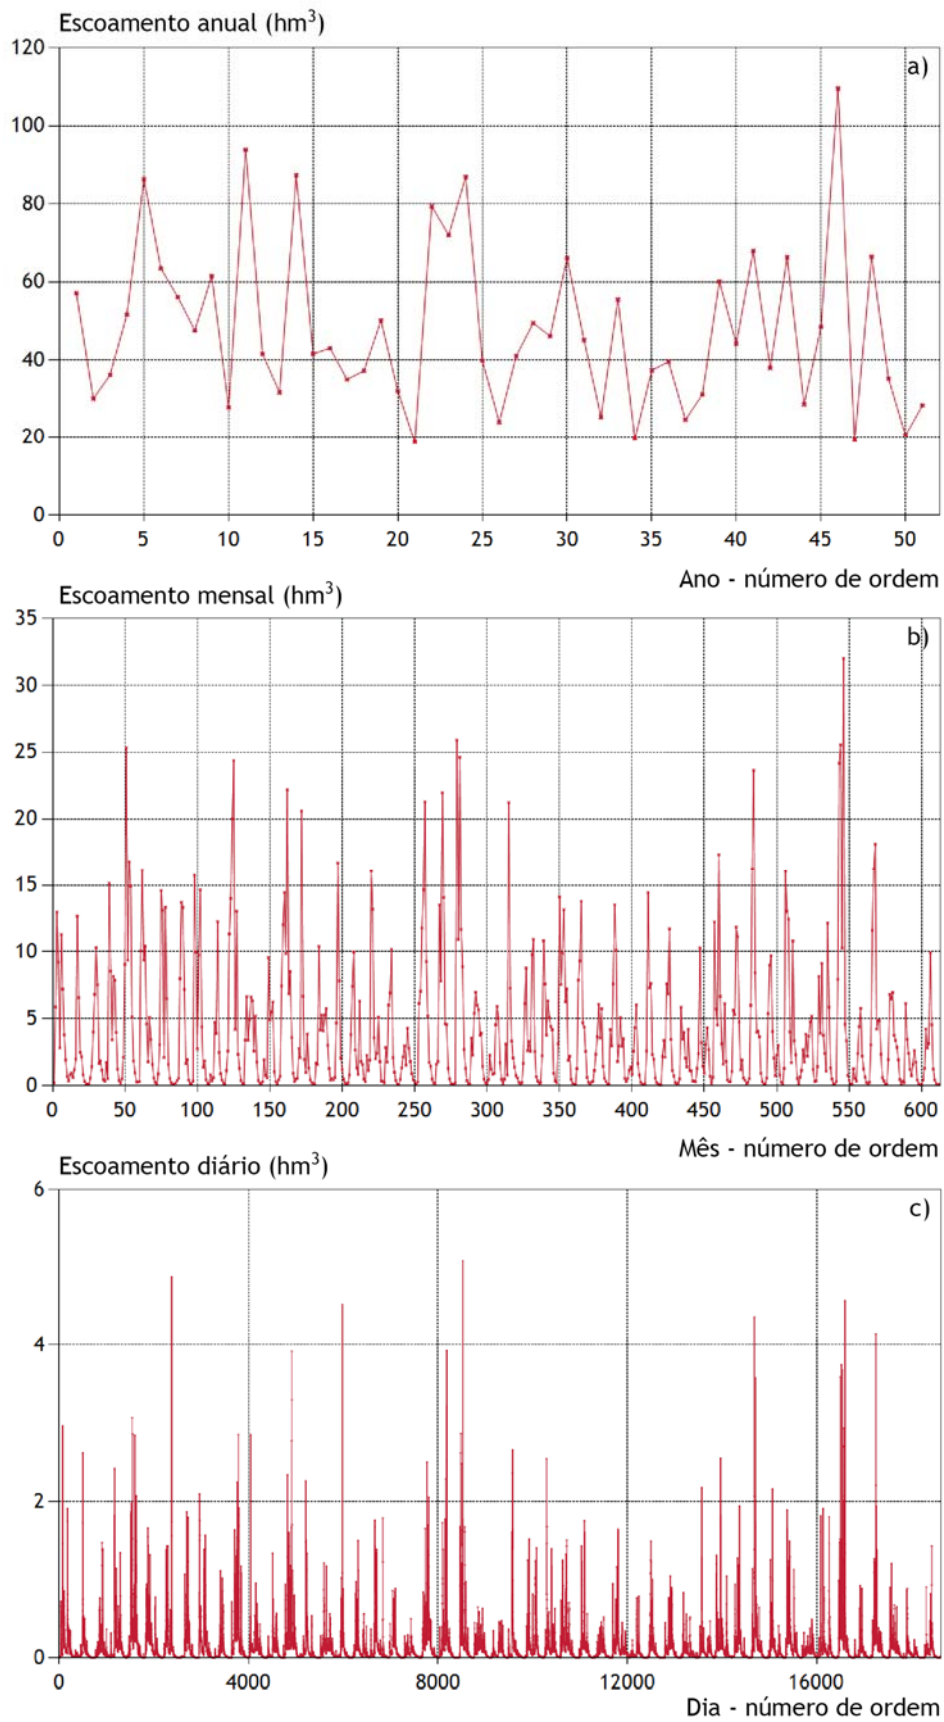 Escoamento anual (hm³)
a)
120
100
80
60
40
20
0
0 5 10 15 20 25 30 35 40 45 50
Ano - número de ordem
Escoamento mensal (hm³)
b)
35
30
25
20
15
10
5
0
0 50 100 150 200 250 300 350 400 450 500 550 600
Mês - número de ordem
Escoamento diário (hm³)
c)
6
4
2
0
0 4000 8000 12000 16000
Dia - número de ordem